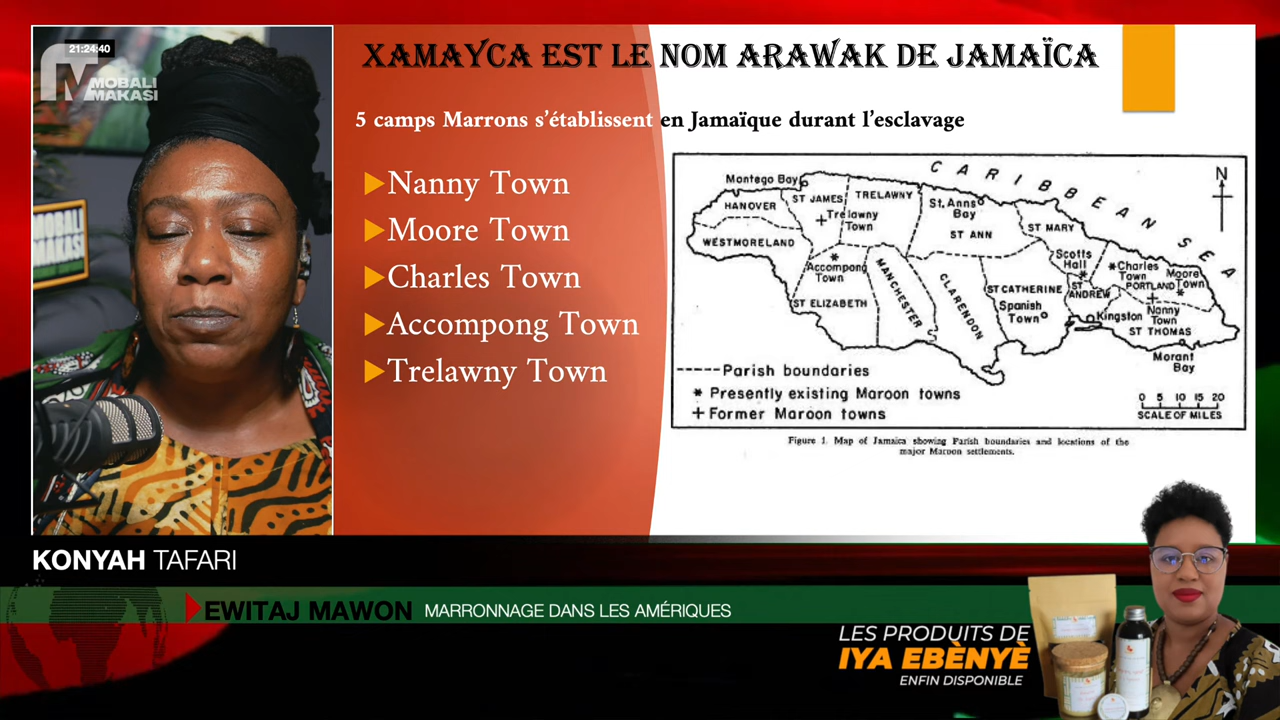 21:24:40
MOBALI
MAKASI
MOBALI
MAKASI
XAMAYCA EST LE NOM ARAWAK DE JAMAÏCA
5 camps Marrons s'établissent en Jamaïque durant l'esclavage
Nanny Town
Moore Town
Charles Town
Accompong Town
Trelawny Town
CARIBBEAN SEA
N
Montego Bay
HANOVER
ST JAMES
TRELAWNY
Trelawny
Town
St. Anns
Bay
ST ANN
ST MARY
WESTMORELAND
Accompong
Town
ST ELIZABETH
MANCHESTER
CLARENDON
ST CATHERINE
Spanish
Town
Scotts
Hall
ST
ANDREW
Charles
Town
Moore
Town
PORTLAND
Nanny
Town
Kingston
ST THOMAS
Morant
Bay
Parish boundaries
* Presently existing Maroon towns
+ Former Maroon towns
0 5 10 15 20
SCALE OF MILES
Figure 1. Map of Jamaica showing Parish boundaries and locations of the
major Maroon settlements.
KONYAH TAFARI
EWITAJ MAWON MARRONNAGE DANS LES AMÉRIQUES
LES PRODUITS DE
IYA EBÈNYÈ
ENFIN DISPONIBLE